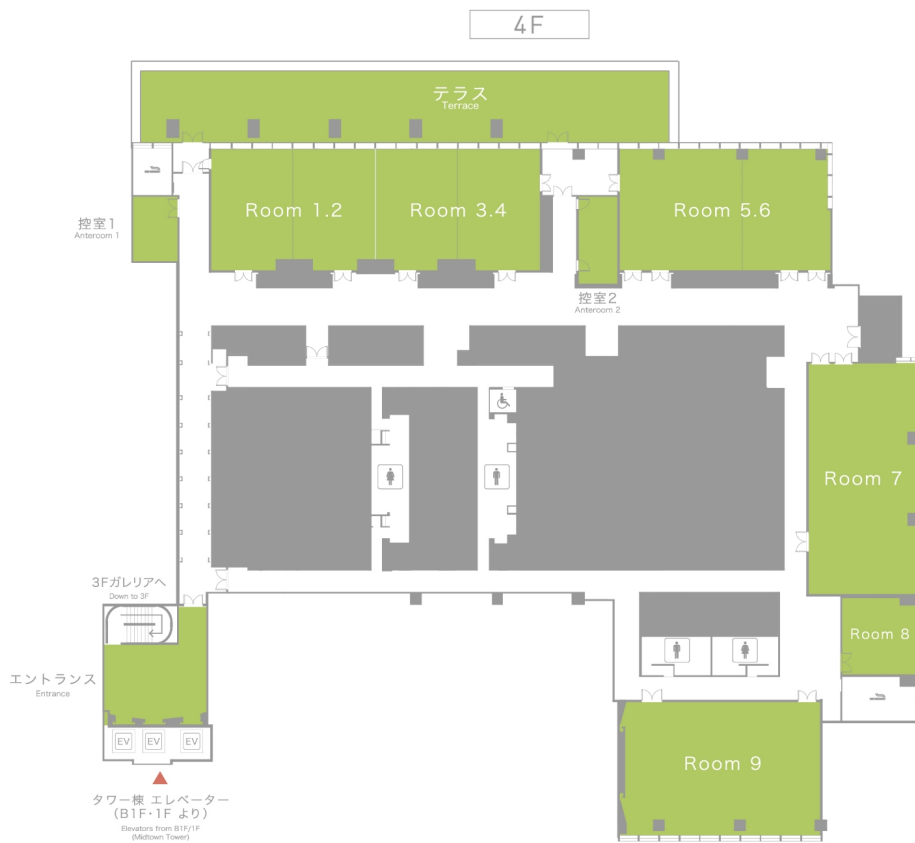 4F
テラス
Terrace
Room 1.2
Room 3.4
Room 5.6
控室1
Anteroom 1
控室2
Anteroom 2
Room 7
3Fガレリアへ
Down to 3F
Room 8
エントランス
Entrance
EV
EV
EV
Room 9
タワー棟 エレベーター
(B1F・1F より)
Elevators from B1F/1F
(Midtown Tower)